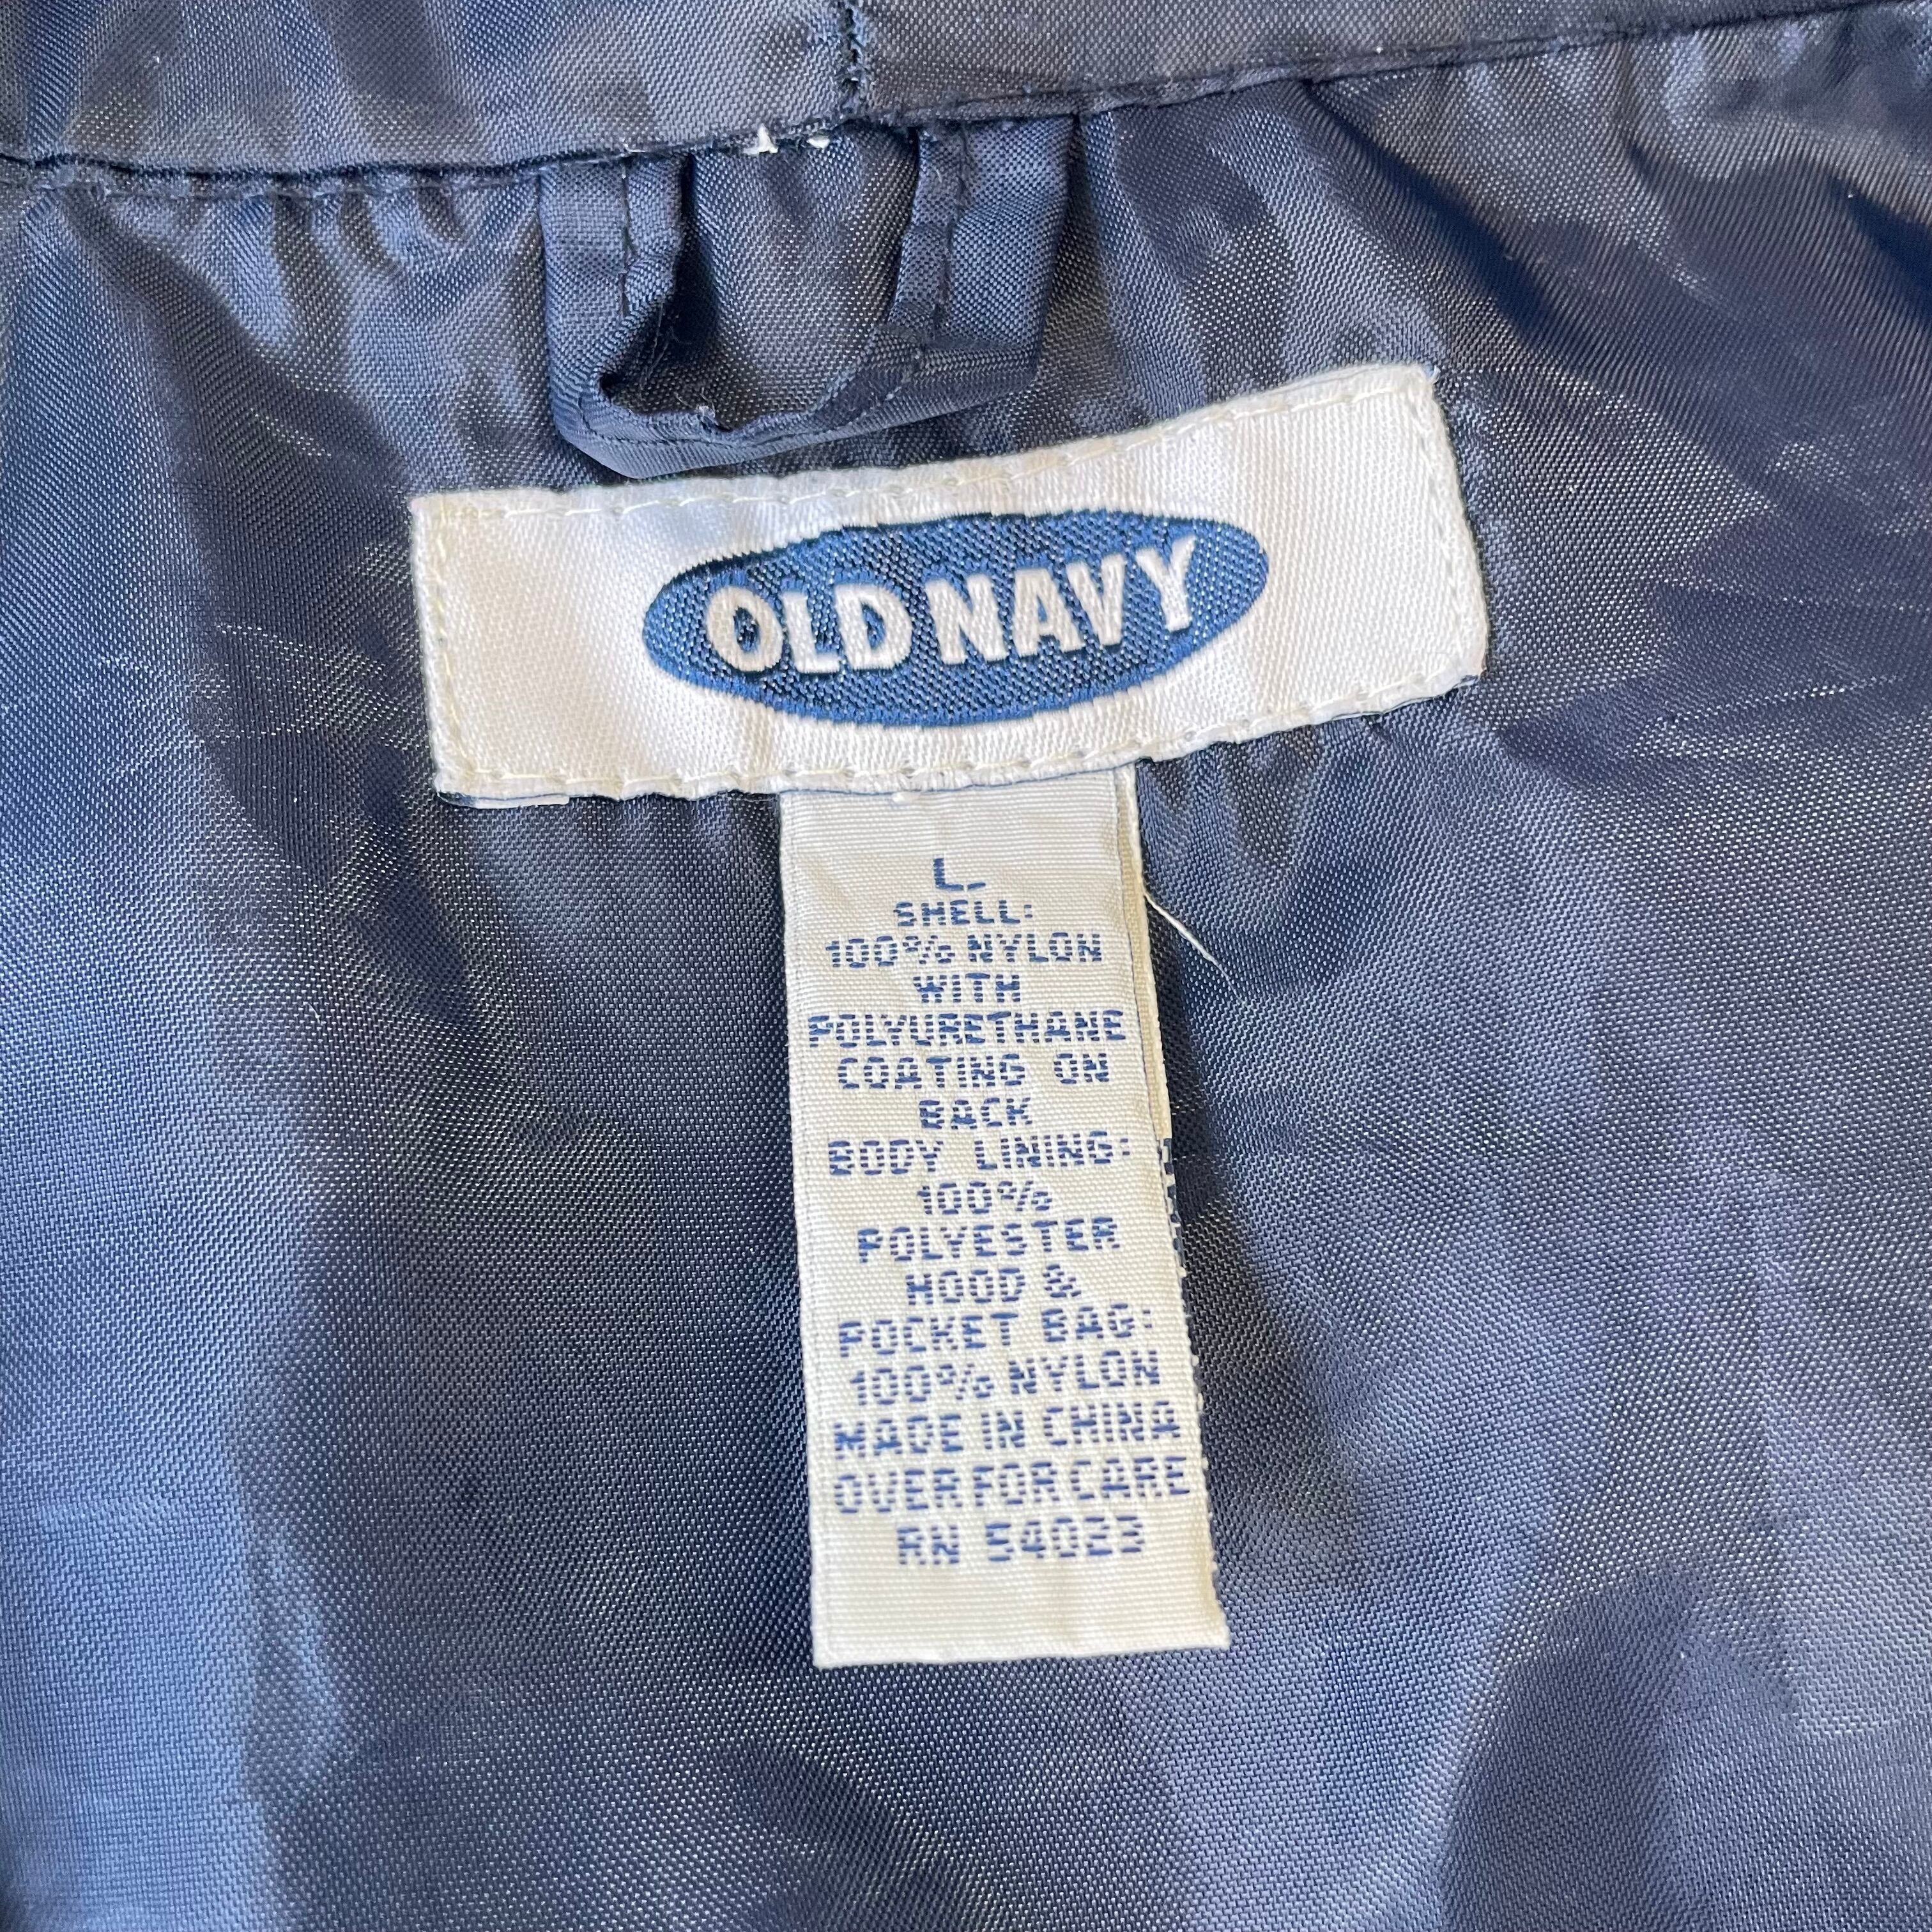 OLD NAVY
L
SHELL:
100% NYLON
WITH
POLYURETHANE
COATING ON
BACK
BODY LINING:
100%
POLYESTER
HOOD &
POCKET BAG:
100% NYLON
MADE IN CHINA
OVER FOR CARE
RN 54023